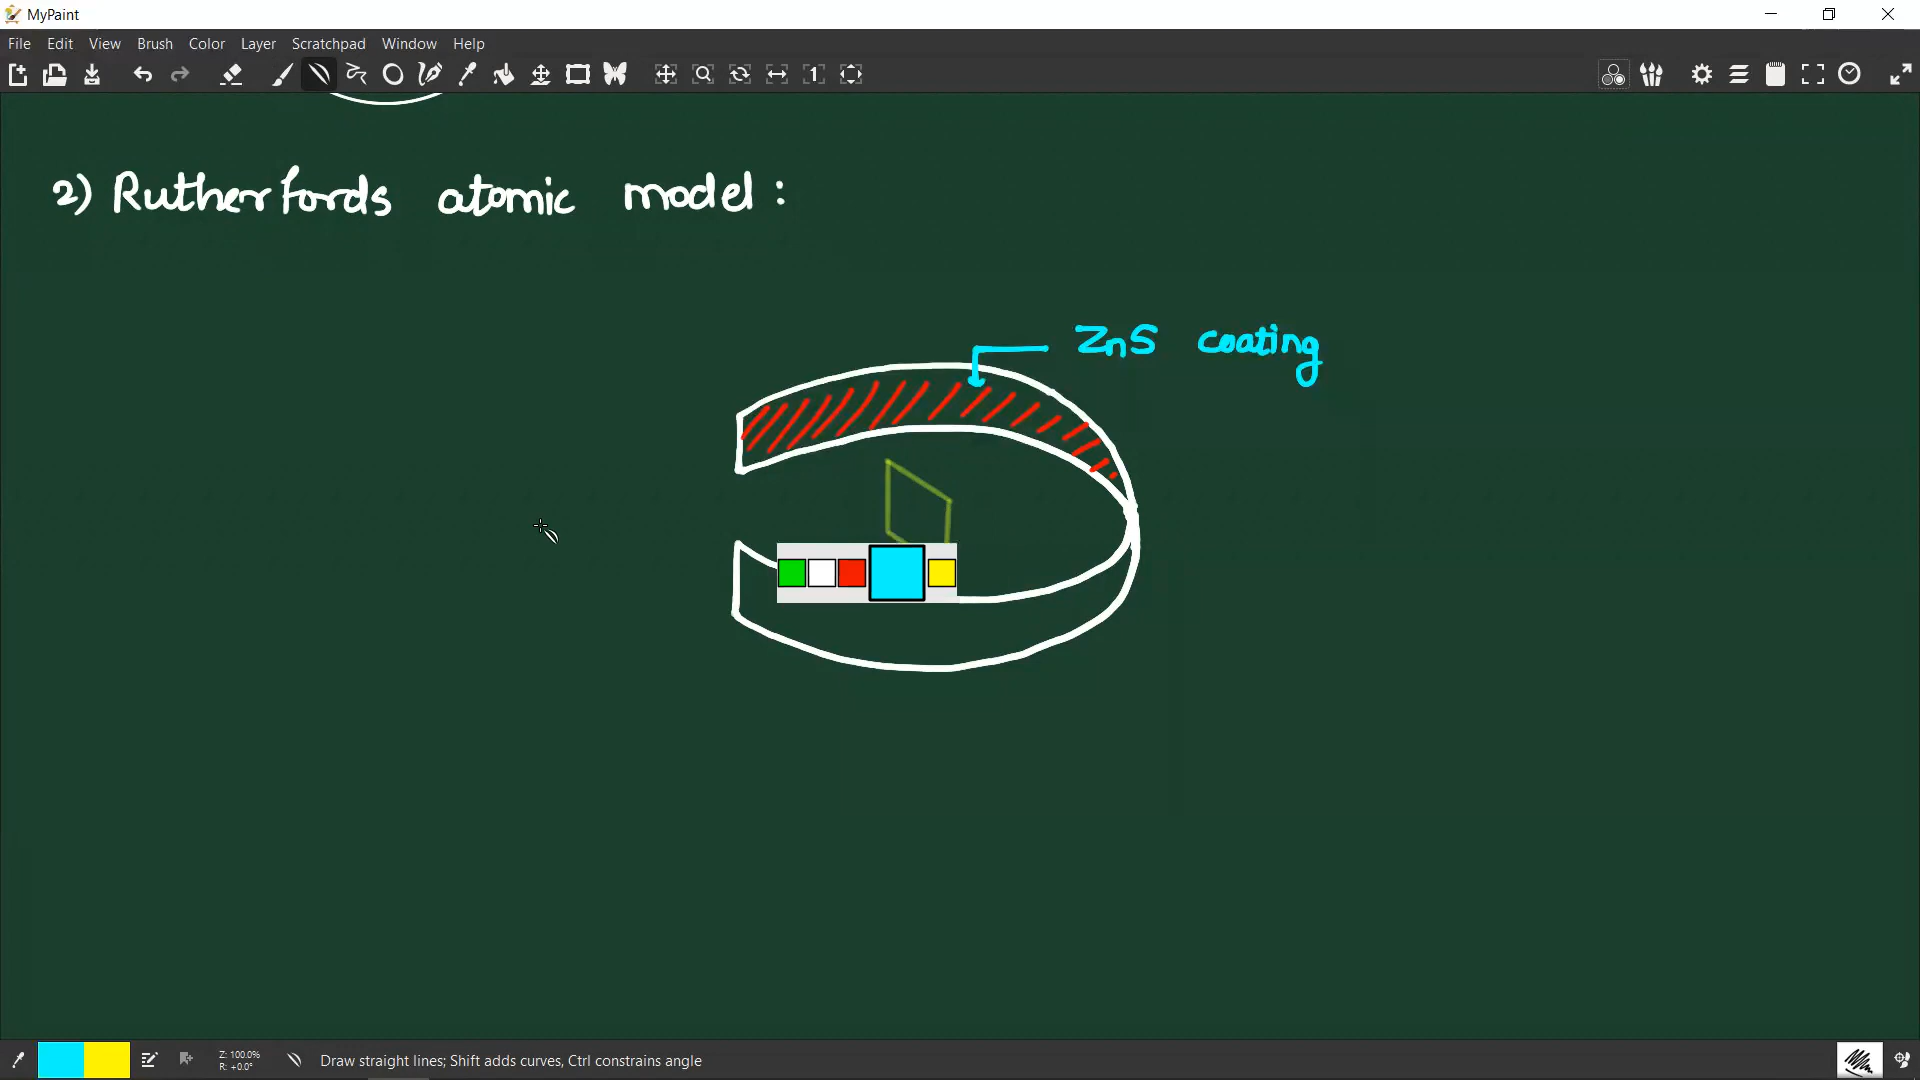 MyPaint
File Edit View Brush Color Layer Scratchpad Window Help
2) Rutherfords atomic model :
ZnS coating
Z: 100.0%
R: +0.0°
Draw straight lines; Shift adds curves, Ctrl constrains angle